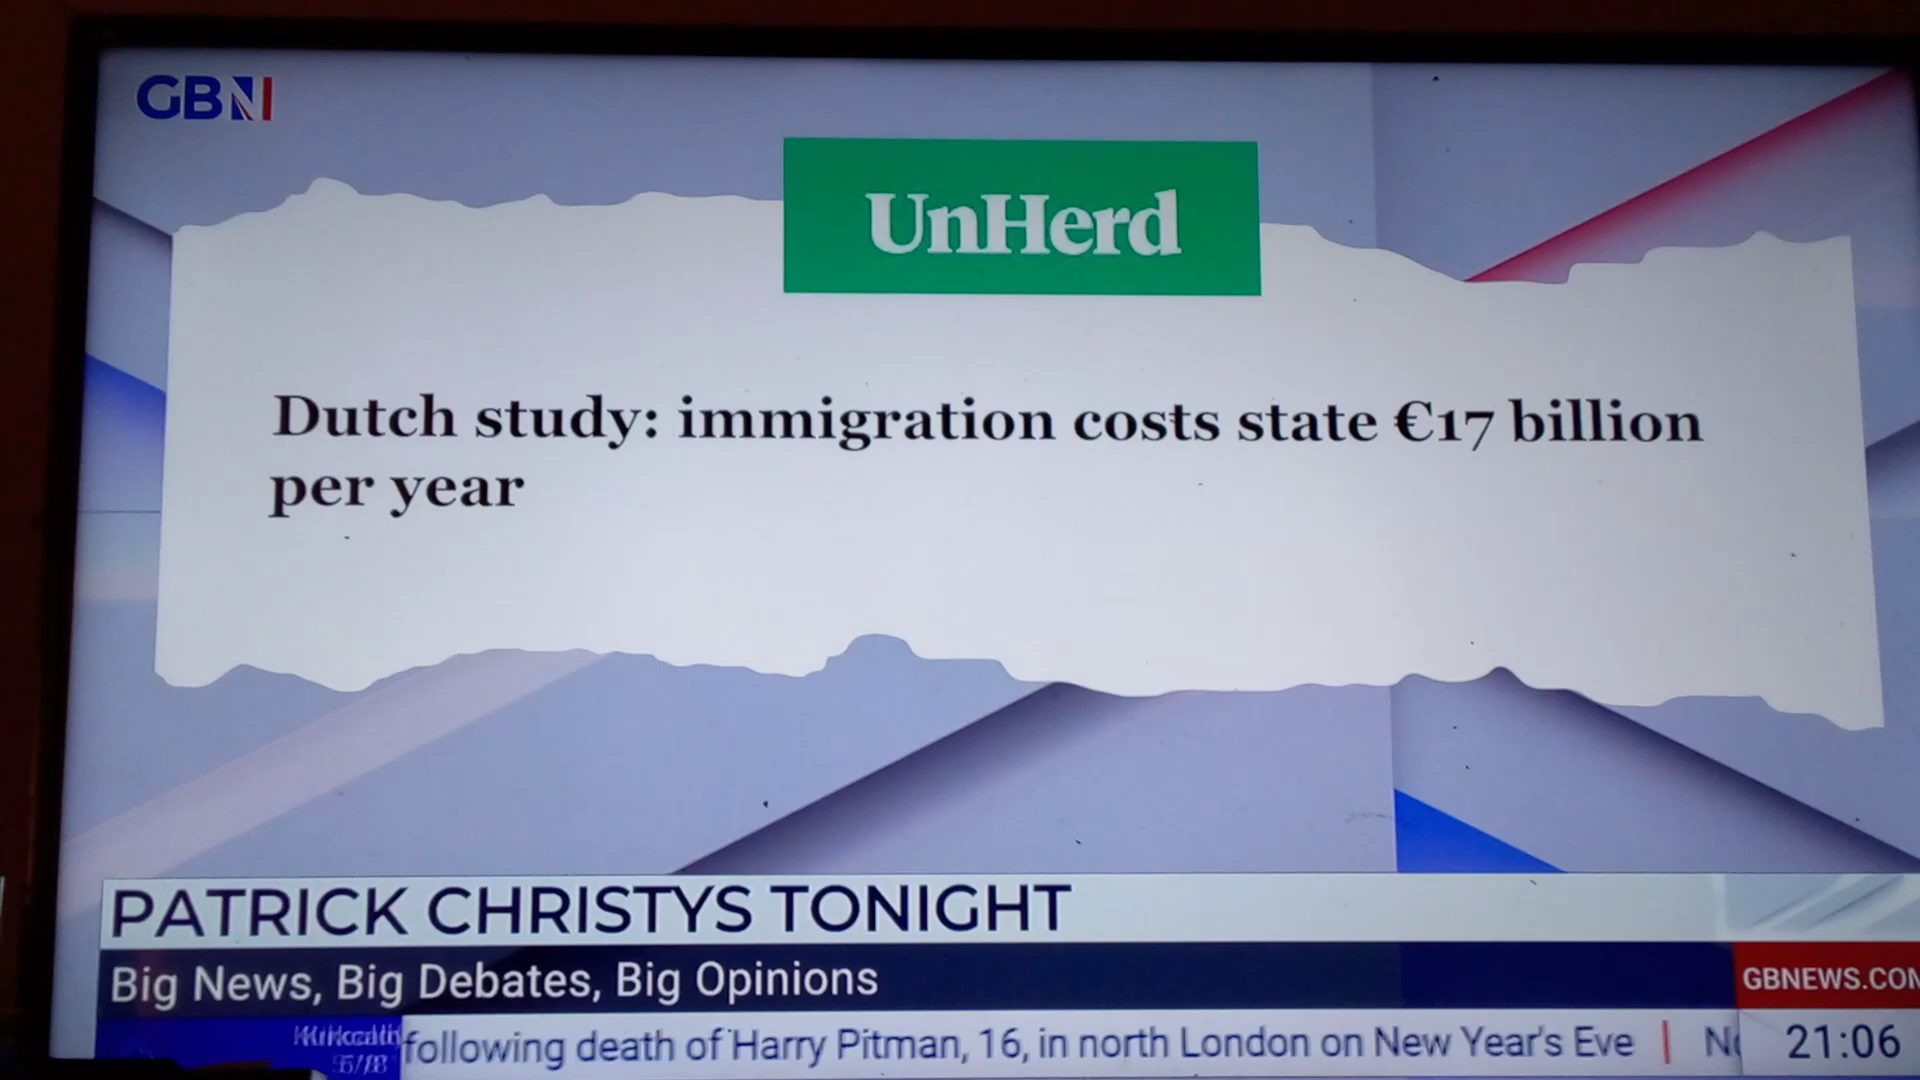 GBN
UnHerd
Dutch study: immigration costs state €17 billion
per year
PATRICK CHRISTYS TONIGHT
Big News, Big Debates, Big Opinions
GBNEWS.COM
following death of Harry Pitman, 16, in north London on New Year's Eve
21:06